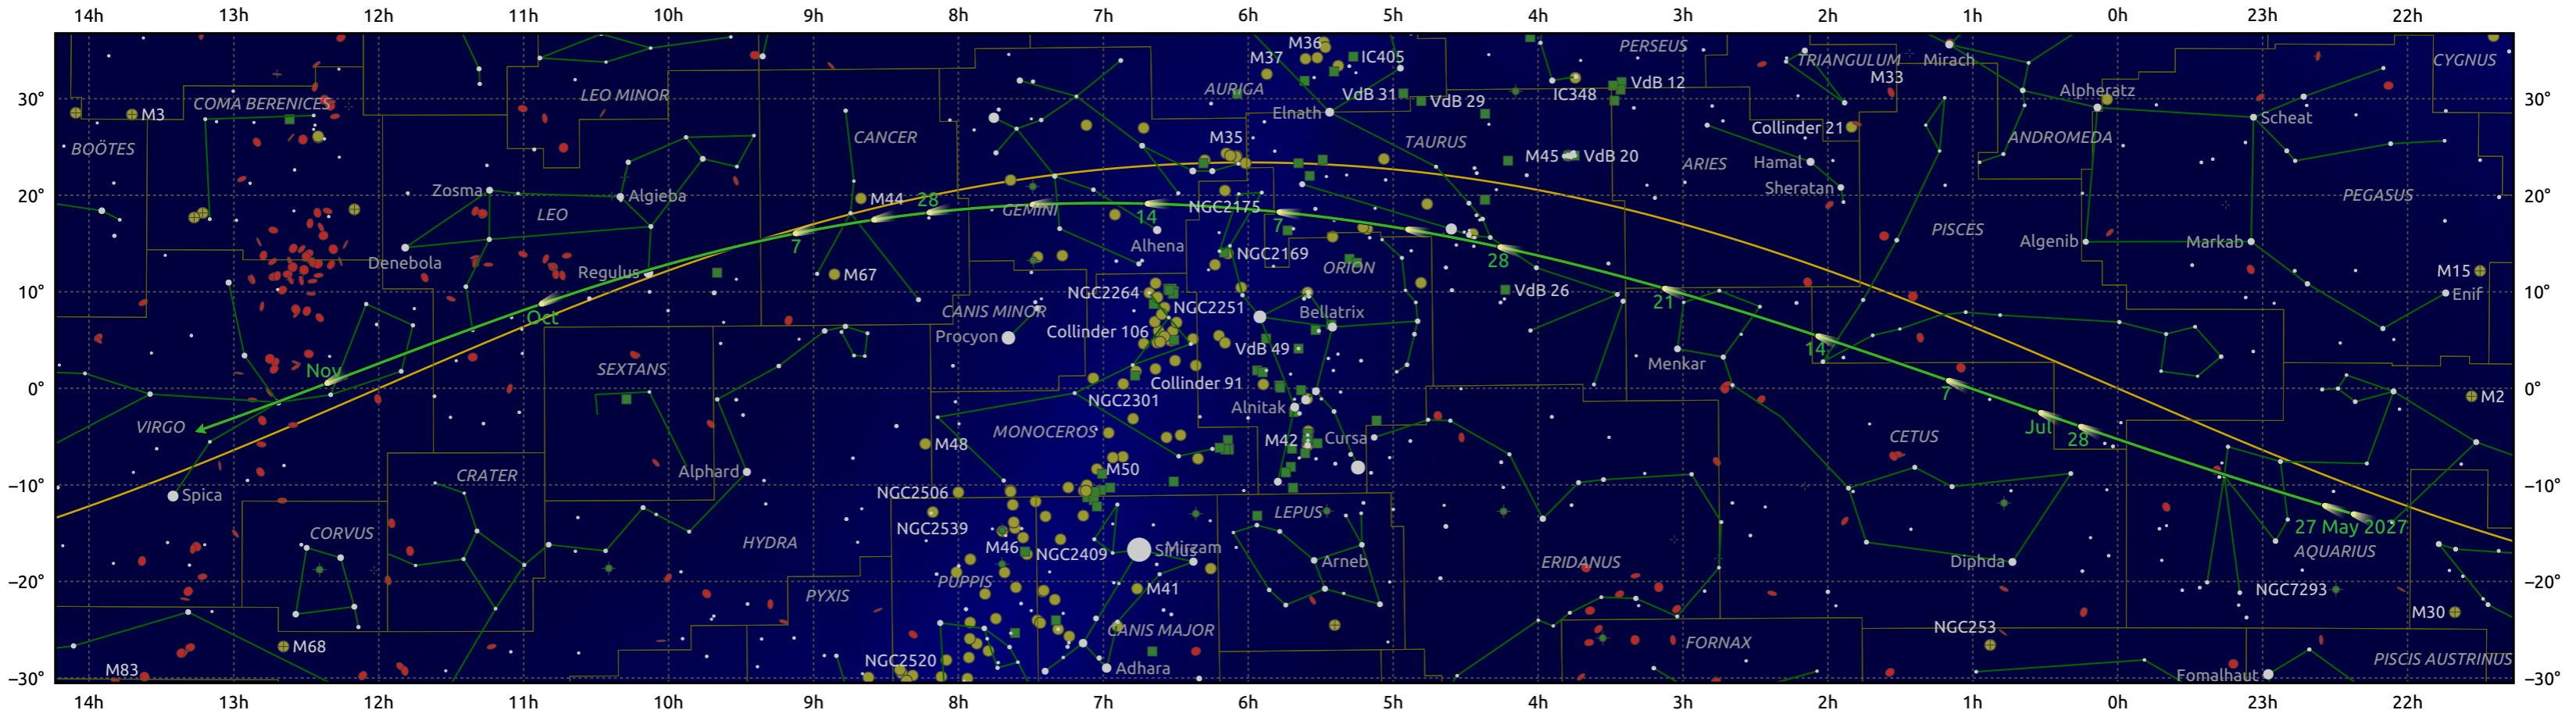 14h 13h 12h 11h 10h 9h 8h 7h 6h 5h 4h 3h 2h 1h 0h 23h 22h
M36 PERSEUS
M37 IC405 TRIANGULUM Mirach CYGNUS
M33
AURIGA VdB 31 VdB 12 Alpheratz
LEO MINOR VdB 29 IC348
30° COMA BERENICES 30°
M3 Elnath Scheat
Collinder 21
CANCER M35 TAURUS ANDROMEDA
BOÖTES M45 VdB 20
ARIES Hamal
20° Zosma Algieba M44 28 Sheratan PEGASUS 20°
LEO GEMINI 14 NGC2175 7
PISCES
Denebola 7 Alhena Algenib Markab
NGC2169 28
Regulus M67 ORION M15
10° NGC2264 VdB 26 Enif 10°
Oct CANIS MINOR NGC2251 Bellatrix 21
Procyon Collinder 106
VdB 49 14
Menkar
Nov SEXTANS
0° Collinder 91 7 0°
NGC2301 Alnitak M2
VIRGO MONOCEROS M42 Cursa Jul 28 CETUS
M48
CRATER Alphard M50
−10° Spica NGC2506 −10°
CORVUS NGC2539 LEPUS
27 May 2027
HYDRA M46 NGC2409 Sirius Mirzam AQUARIUS
Arneb ERIDANUS Diphda
−20° PUPPIS −20°
PYXIS M41 NGC7293
M30
CANIS MAJOR NGC253
M68 FORNAX
M83 NGC2520 Adhara PISCIS AUSTRINUS
−30° Fomalhaut −30°
14h 13h 12h 11h 10h 9h 8h 7h 6h 5h 4h 3h 2h 1h 0h 23h 22h